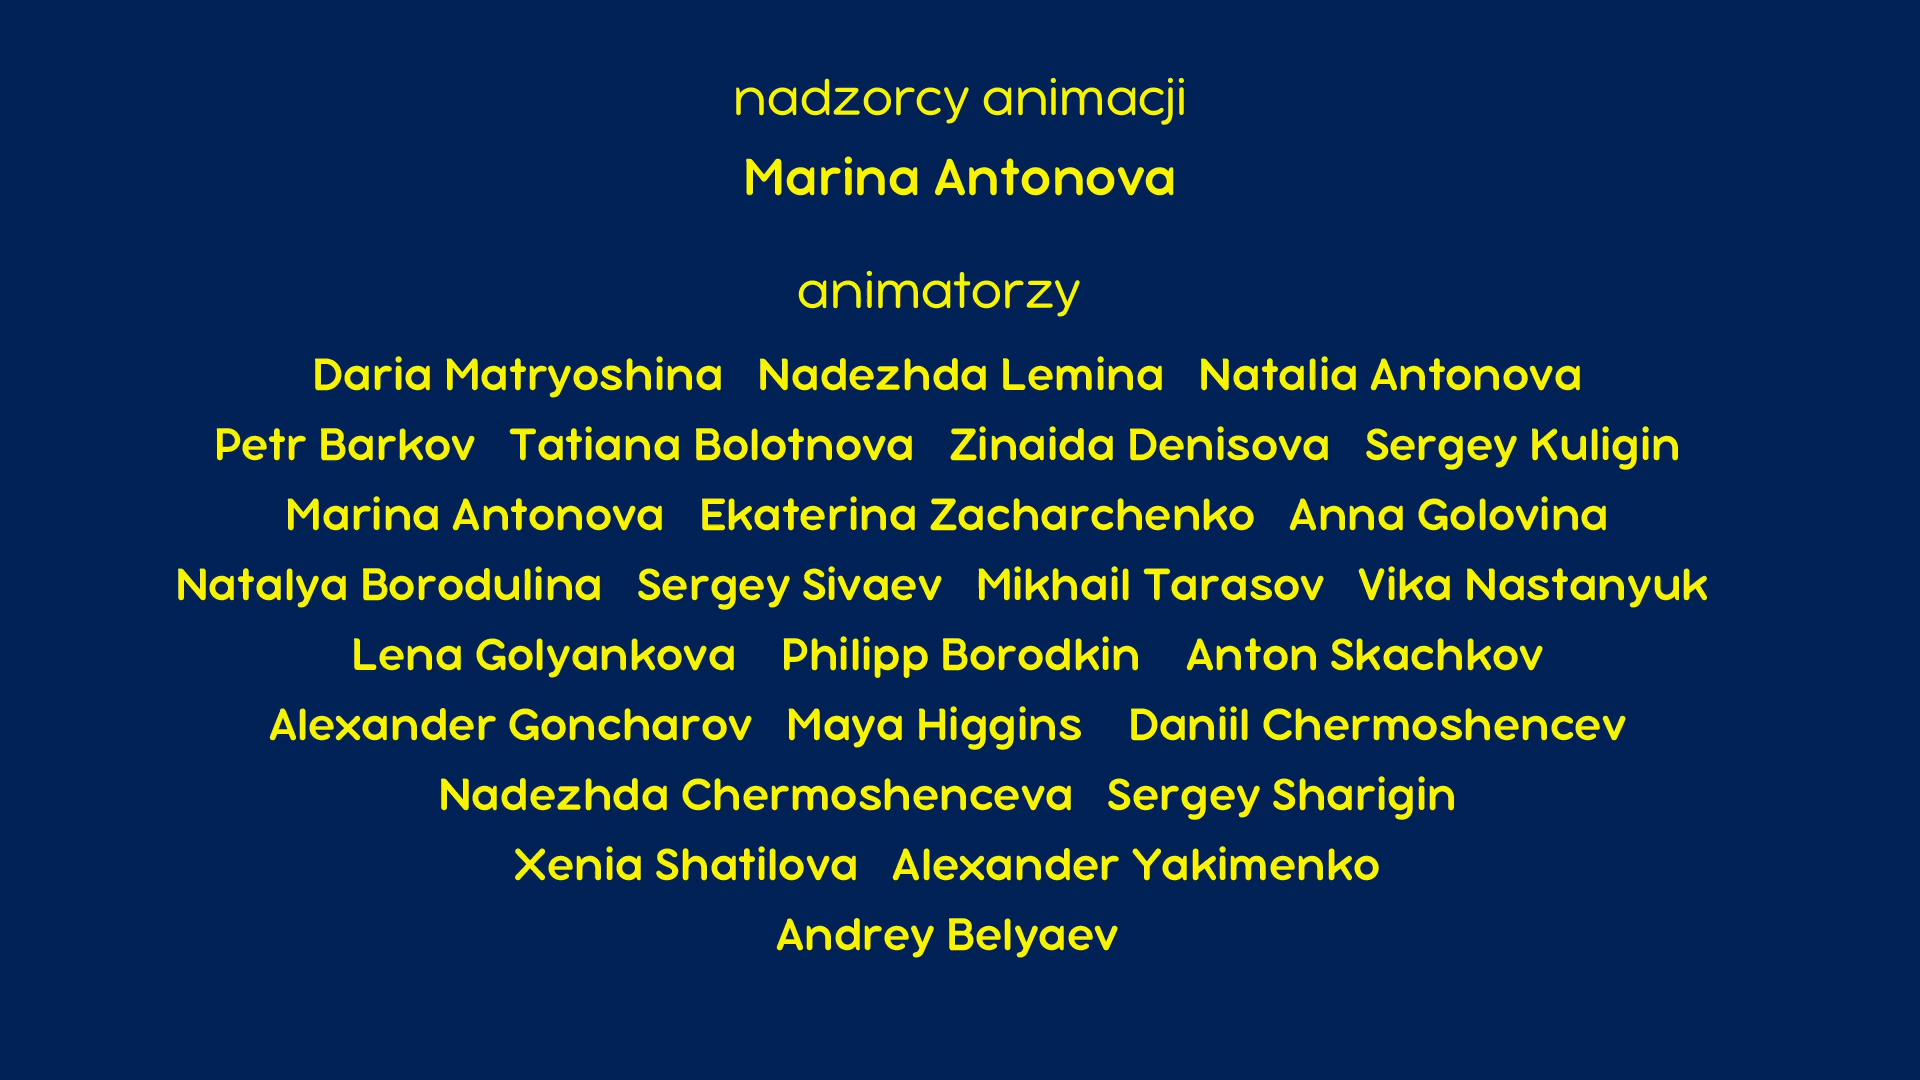 nadzorcy animacji
Marina Antonova
animatorzy
Daria Matryoshina Nadezhda Lemina Natalia Antonova
Petr Barkov Tatiana Bolotnova Zinaida Denisova Sergey Kuligin
Marina Antonova Ekaterina Zacharchenko Anna Golovina
Natalya Borodulina Sergey Sivaev Mikhail Tarasov Vika Nastanyuk
Lena Golyankova Philipp Borodkin Anton Skachkov
Alexander Goncharov Maya Higgins Daniil Chermoshencev
Nadezhda Chermoshenceva Sergey Sharigin
Xenia Shatilova Alexander Yakimenko
Andrey Belyaev